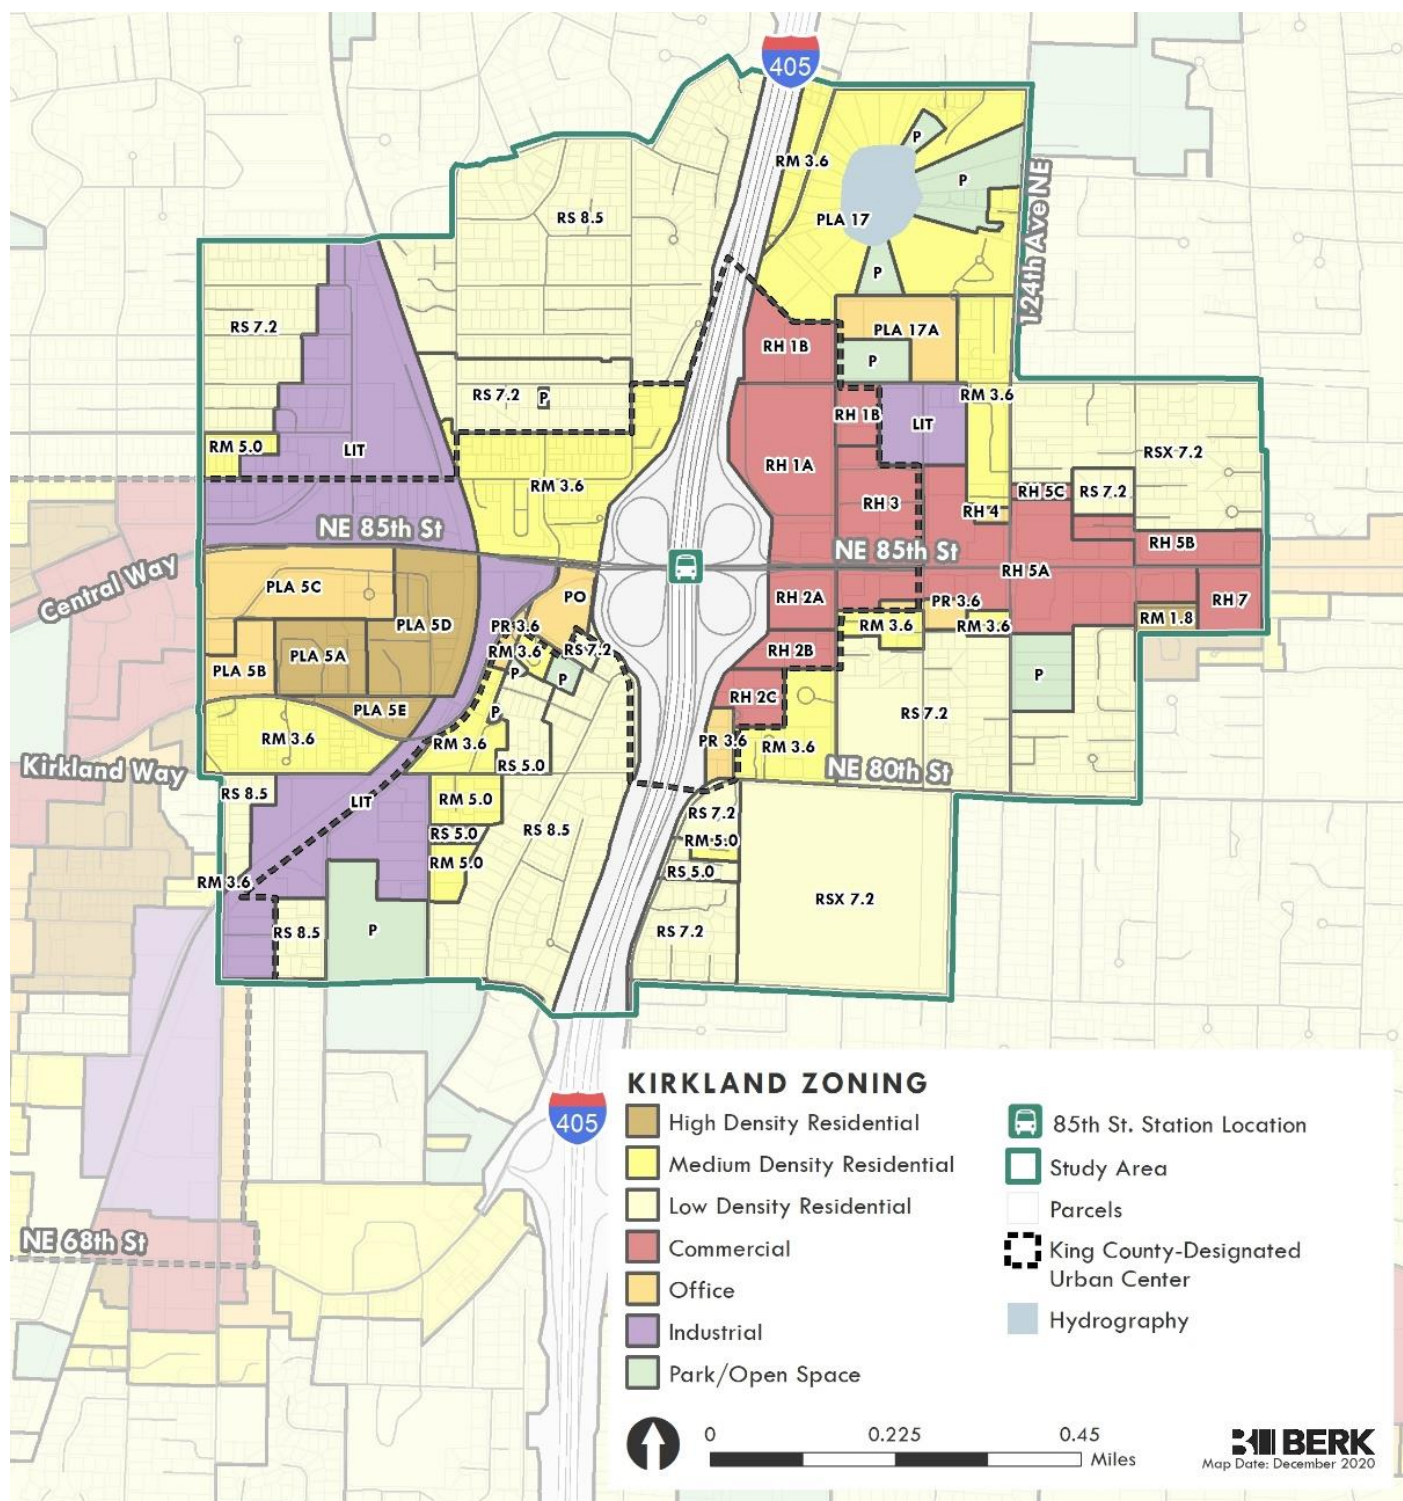 405
RM 3.6
P
P
124th Ave NE
RS 8.5
PLA 17
P
RS 7.2
RH 1B
PLA 17A
P
RS 7.2
P
RM 3.6
RH 1B
LIT
RM 5.0
LIT
RSX 7.2
RH 1A
RM 3.6
RH 5C
RS 7.2
RH 3
RH 4
NE 85th St
RH 5B
NE 85th St
RH 5A
Central Way
PLA 5C
PO
RH 2A
PR 3.6
RH 7
PLA 5D
PR 3.6
RM 3.6
RM 3.6
RM 1.8
RM 3.6
RS 7.2
RH 2B
PLA 5A
PLA 5B
P
P
P
RH 2C
PLA 5E
P
RS 7.2
RM 3.6
RM 3.6
PR 3.6
RM 3.6
Kirkland Way
RS 5.0
NE 80th St
RS 8.5
LIT
RM 5.0
RS 7.2
RS 5.0
RS 8.5
RM 5.0
RM 5.0
RS 5.0
RM 3.6
RSX 7.2
RS 8.5
P
RS 7.2
405
NE 68th St
KIRKLAND ZONING
High Density Residential
Medium Density Residential
Low Density Residential
Commercial
Office
Industrial
Park/Open Space
85th St. Station Location
Study Area
Parcels
King County-Designated
Urban Center
Hydrography
0 0.225 0.45
Miles
BERK
Map Date: December 2020